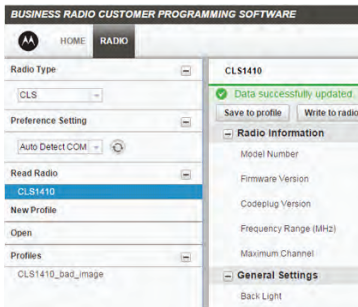 BUSINESS RADIO CUSTOMER PROGRAMMING SOFTWARE
HOME RADIO
Radio Type
CLS
Preference Setting
Auto Detect COM
Read Radio
CLS1410
New Profile
Open
Profiles
CLS1410_bad_image
CLS1410
Data successfully updated.
Save to profile Write to radio
Radio Information
Model Number
Firmware Version
Codeplug Version
Frequency Range (MHz)
Maximum Channel
General Settings
Back Light